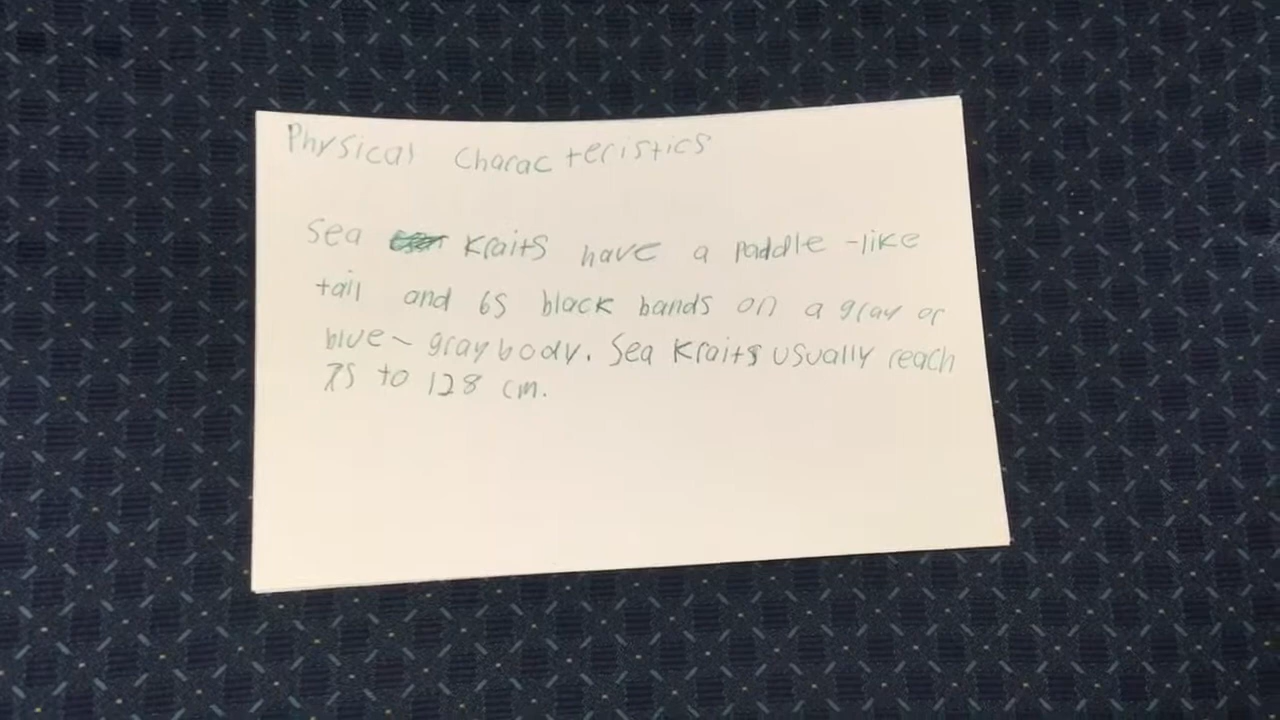 Physical characteristics
Sea Kraits have a paddle-like
tail and 65 black bands on a gray or
blue-gray body. Sea Kraits usually reach
75 to 128 cm.